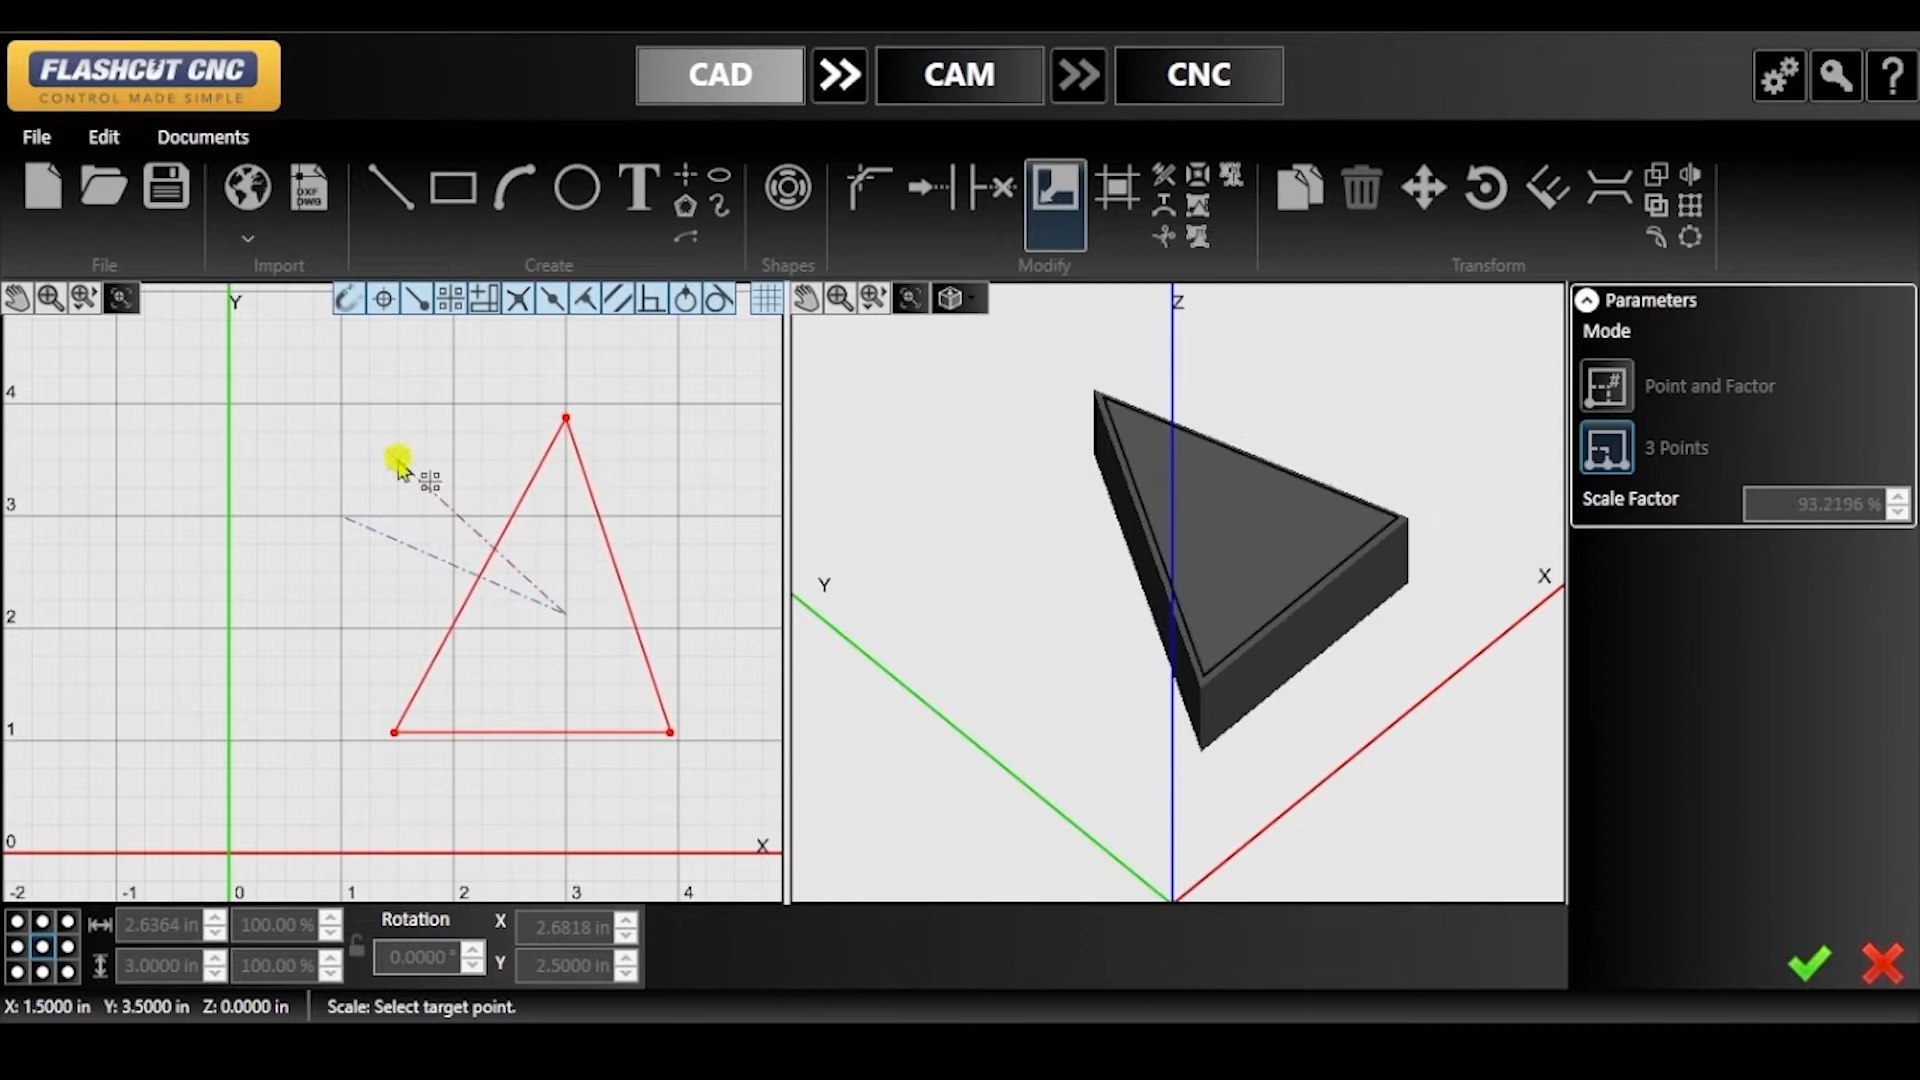 FLASHCUT CNC
CONTROL MADE SIMPLE
CAD
CAM
CNC
?
File Edit Documents
DXF
DWG
T
File Import Create Shapes Modify Transform
Y
4
3
2
1
0
X
-2 -1 0 1 2 3 4
Z
Y
X
Parameters
Mode
#
Point and Factor
3 Points
Scale Factor 93.2196 %
2.6364 in 100.00 % Rotation X 2.6818 in
3.0000 in 100.00 % 0.0000 ° Y 2.5000 in
X: 1.5000 in Y: 3.5000 in Z: 0.0000 in Scale: Select target point.